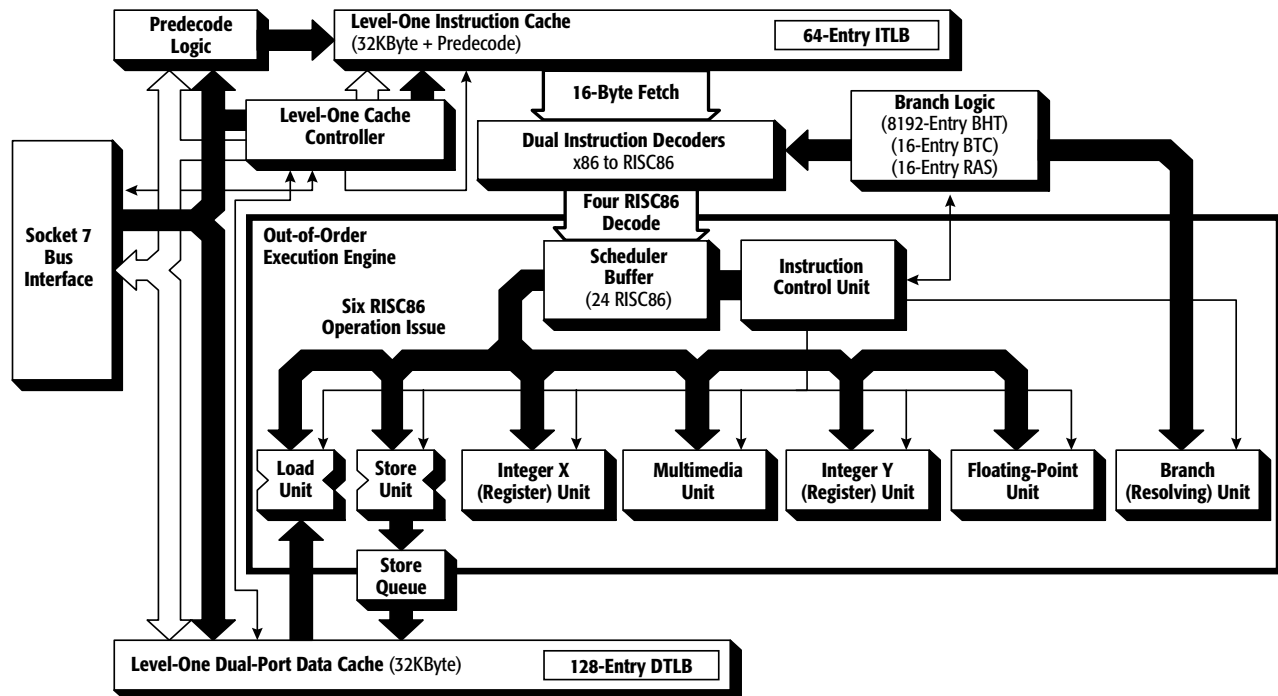 Predecode
Logic
Level-One Instruction Cache
(32KByte + Predecode)
64-Entry ITLB
16-Byte Fetch
Level-One Cache
Controller
Dual Instruction Decoders
x86 to RISC86
Branch Logic
(8192-Entry BHT)
(16-Entry BTC)
(16-Entry RAS)
Four RISC86
Decode
Socket 7
Bus
Interface
Out-of-Order
Execution Engine
Scheduler
Buffer
(24 RISC86)
Instruction
Control Unit
Six RISC86
Operation Issue
Load
Unit
Store
Unit
Integer X
(Register) Unit
Multimedia
Unit
Integer Y
(Register) Unit
Floating-Point
Unit
Branch
(Resolving) Unit
Store
Queue
Level-One Dual-Port Data Cache (32KByte)
128-Entry DTLB